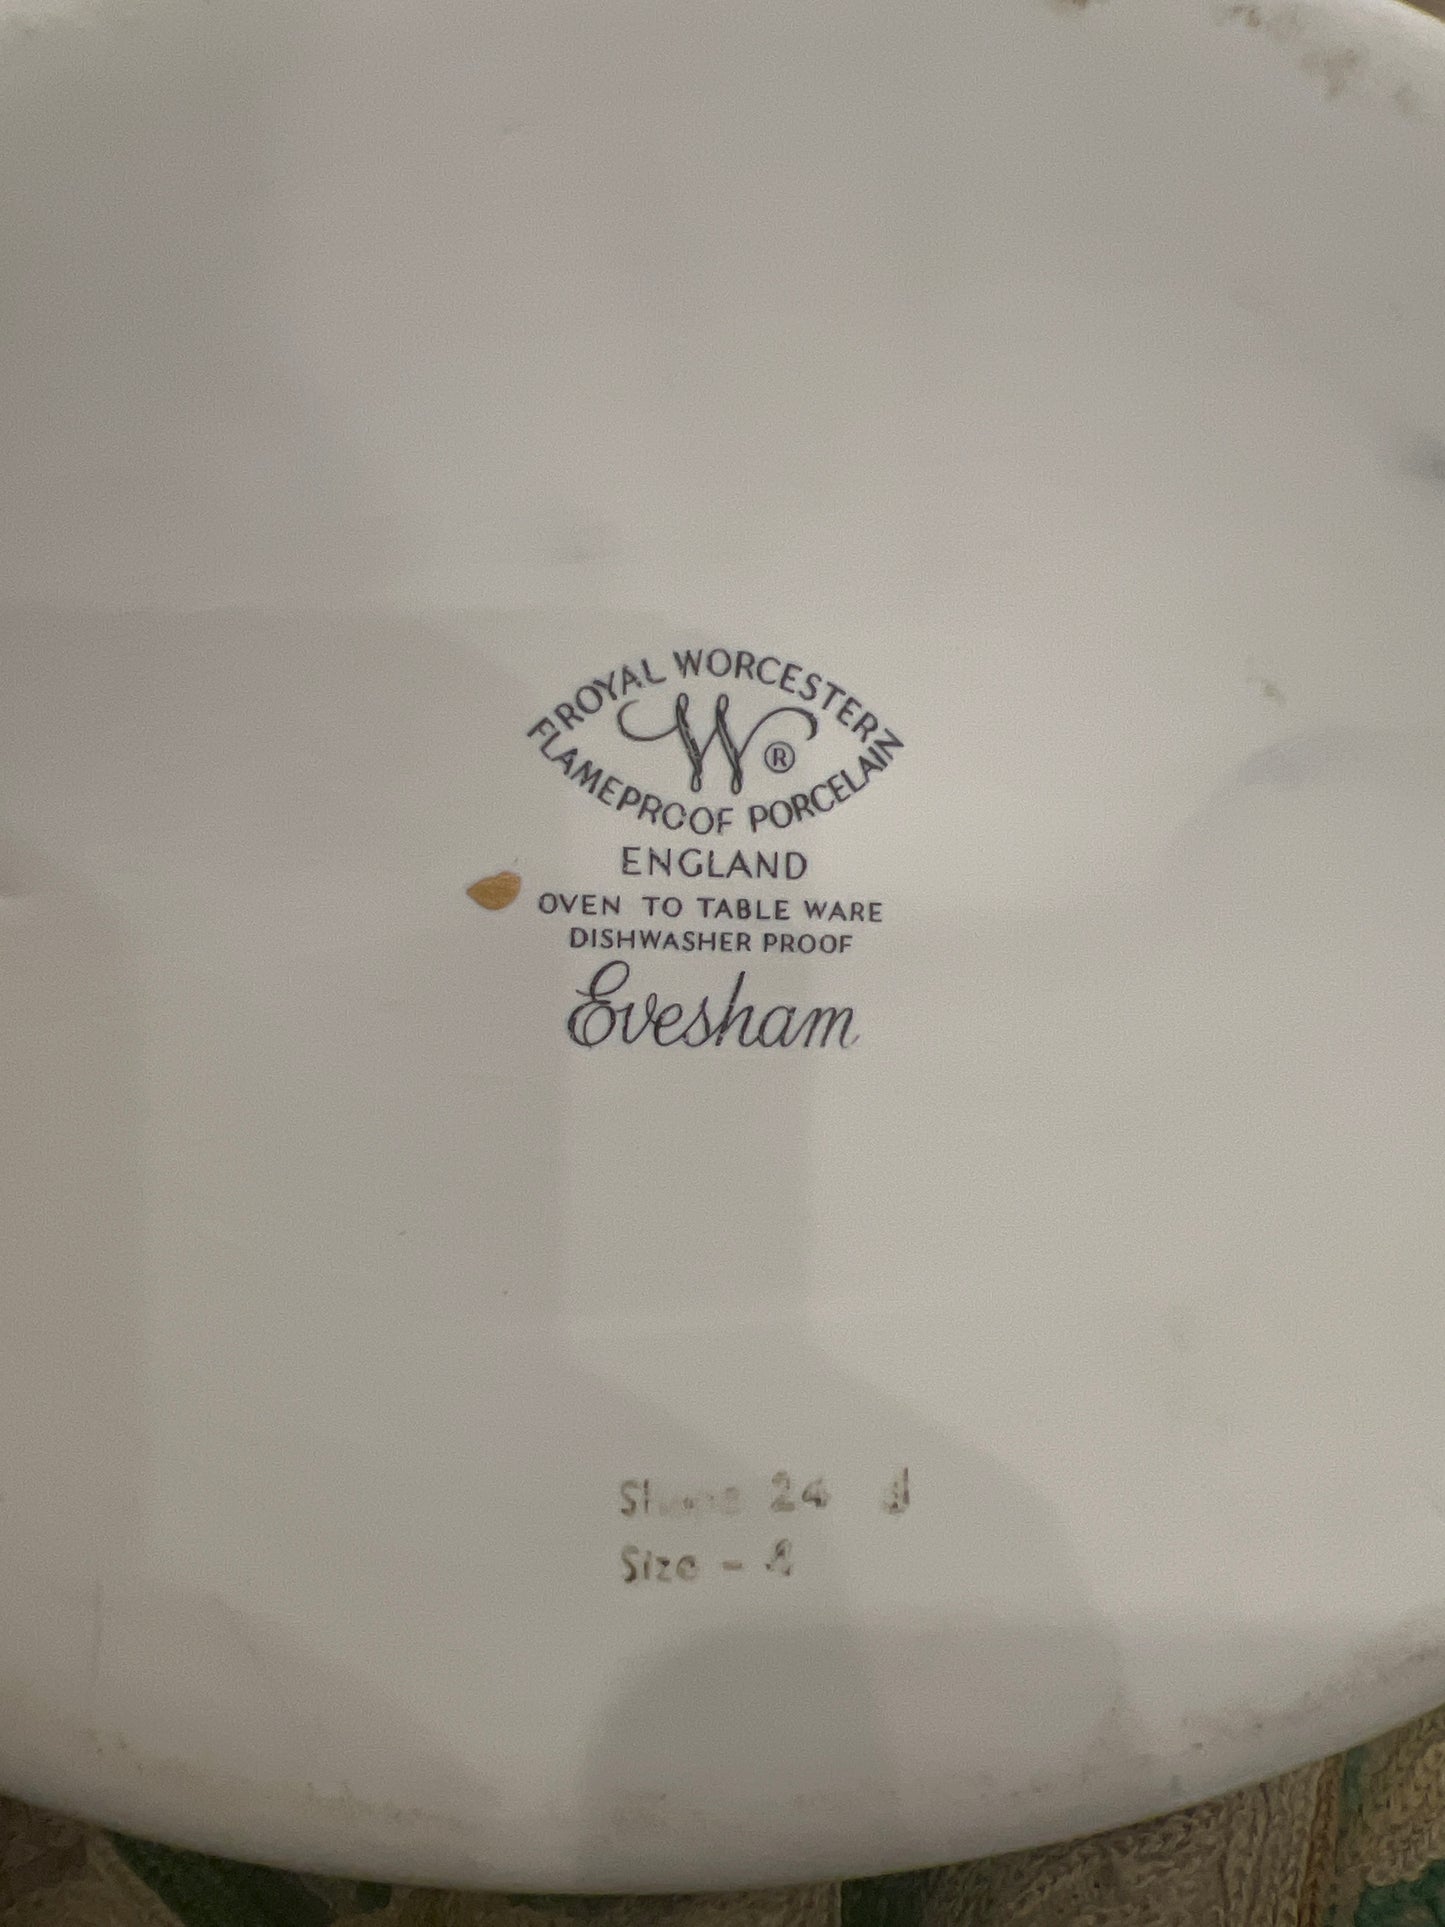 ROYAL WORCESTER
W ®
FLAMEPROOF PORCELAIN
ENGLAND
OVEN TO TABLE WARE
DISHWASHER PROOF
Evesham
24
Size -